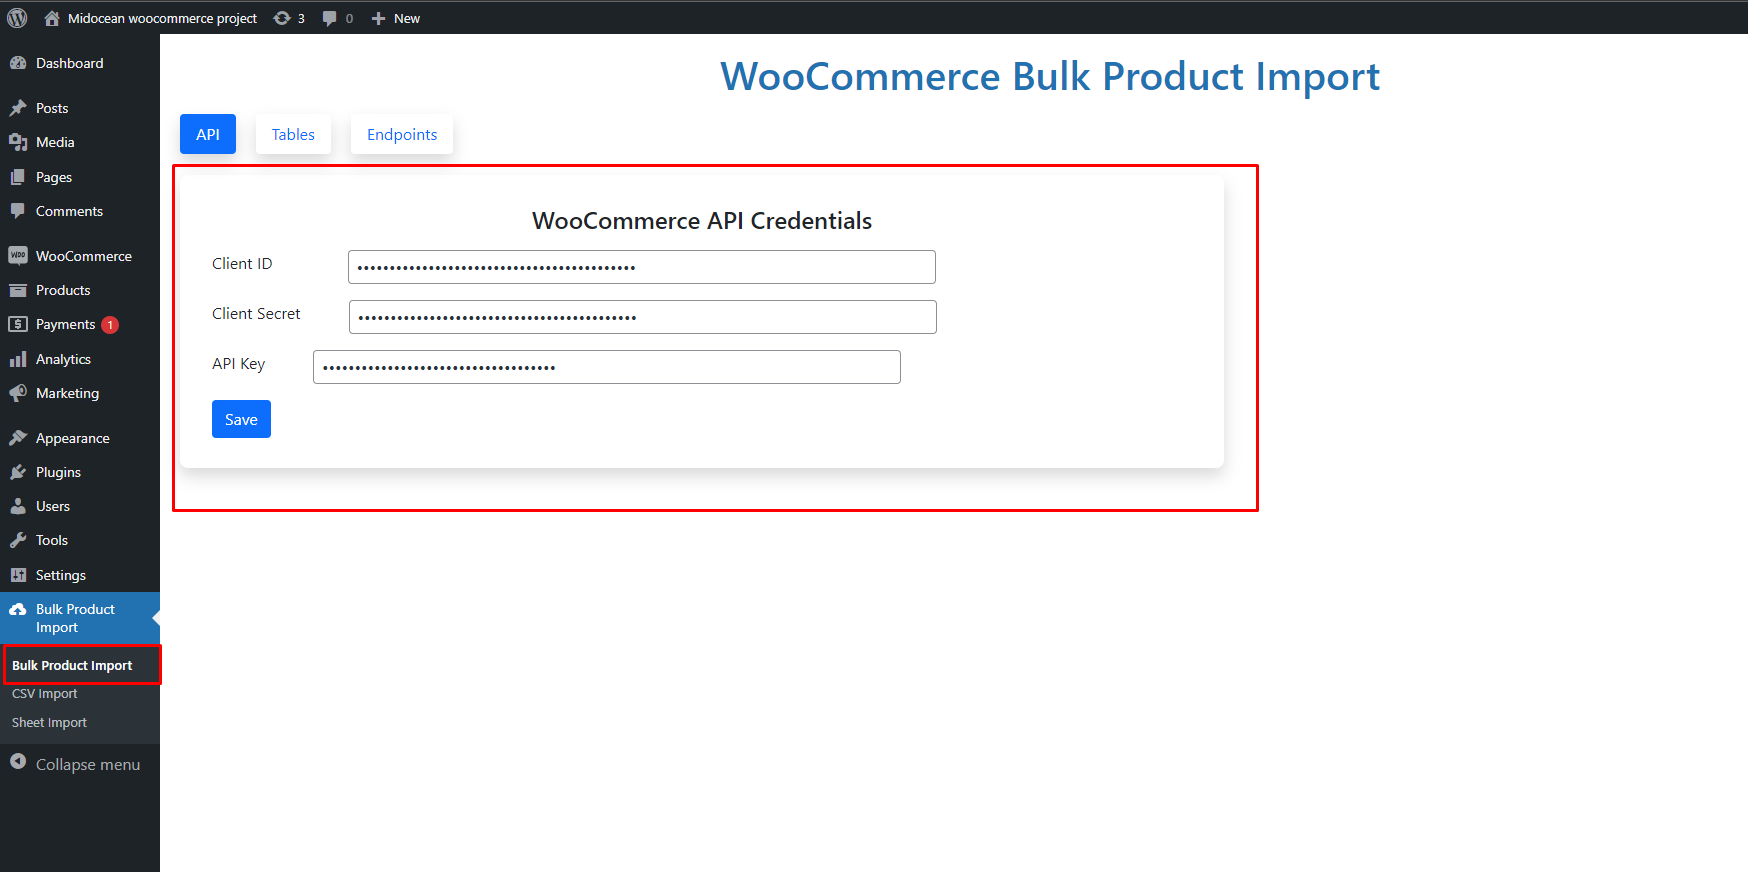 Midocean woocommerce project 3 0 New
Dashboard
Posts
Media
Pages
Comments
WooCommerce
Products
Payments 1
Analytics
Marketing
Appearance
Plugins
Users
Tools
Settings
Bulk Product
Import
Bulk Product Import
CSV Import
Sheet Import
Collapse menu
WooCommerce Bulk Product Import
API Tables Endpoints
WooCommerce API Credentials
Client ID
Client Secret
API Key
Save